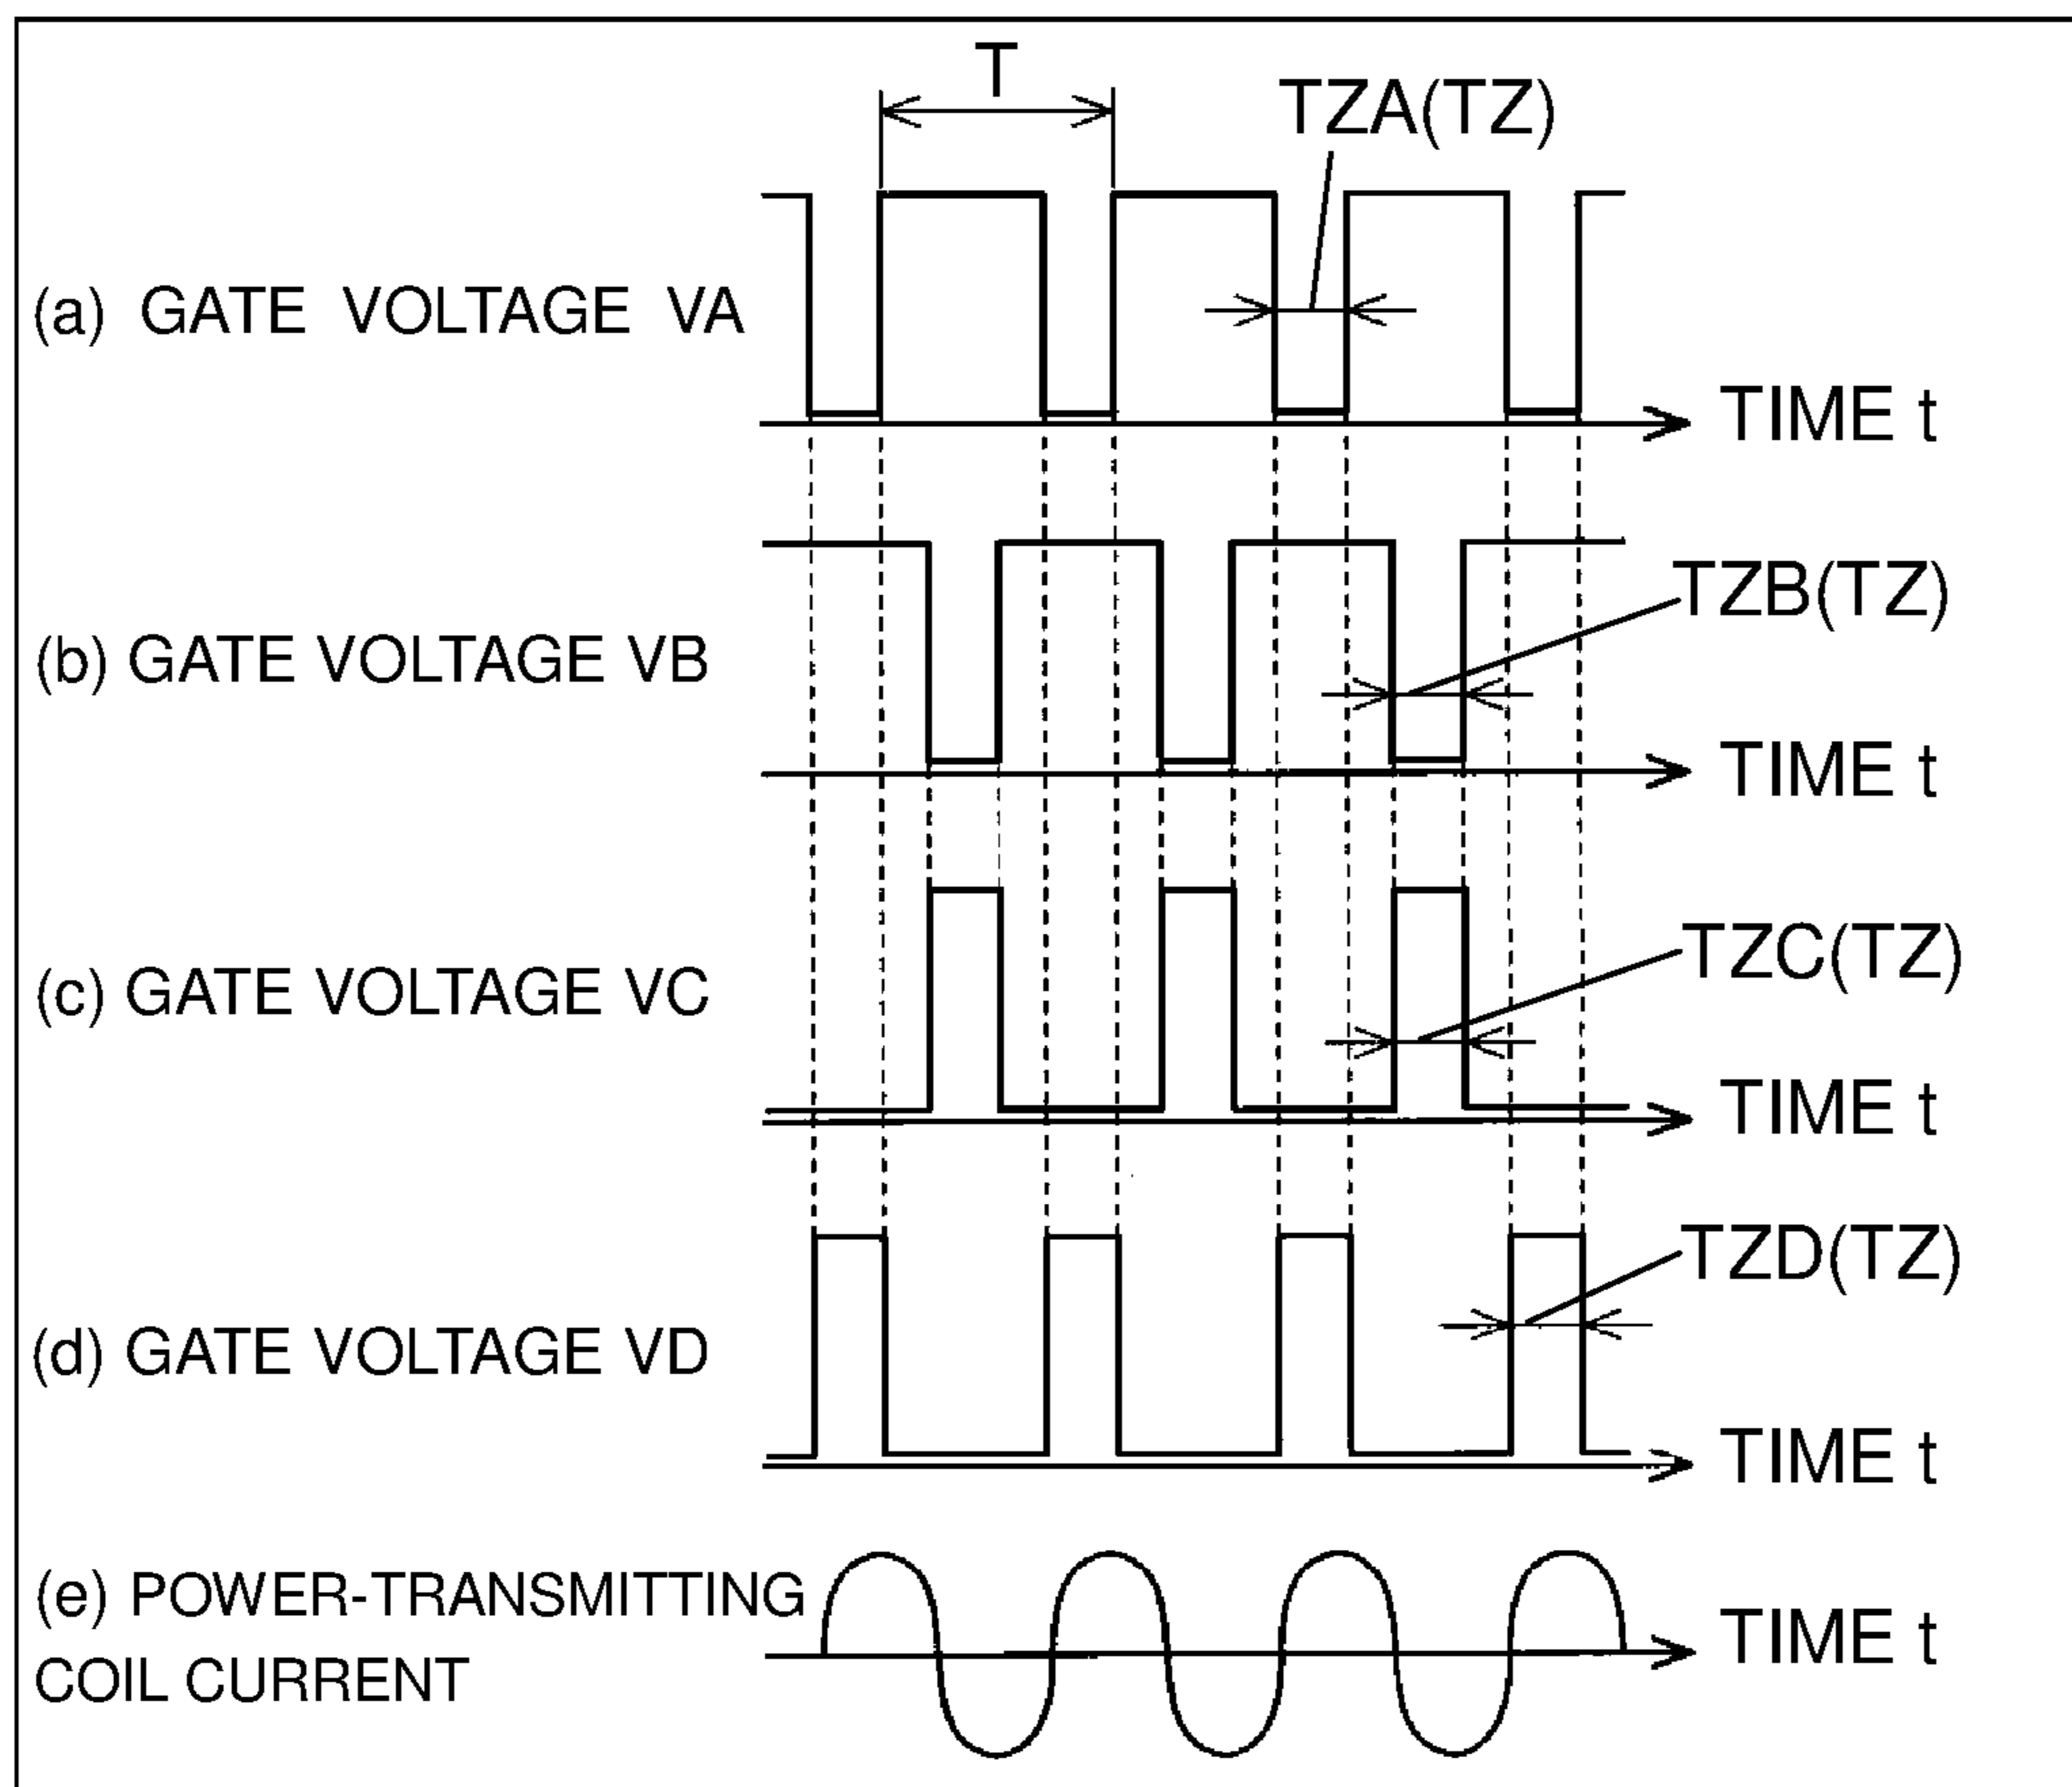 T
TZA(TZ)
(a) GATE VOLTAGE VA
TIME t
TZB(TZ)
(b) GATE VOLTAGE VB
TIME t
TZC(TZ)
(c) GATE VOLTAGE VC
TIME t
TZD(TZ)
(d) GATE VOLTAGE VD
TIME t
(e) POWER-TRANSMITTING
COIL CURRENT
TIME t